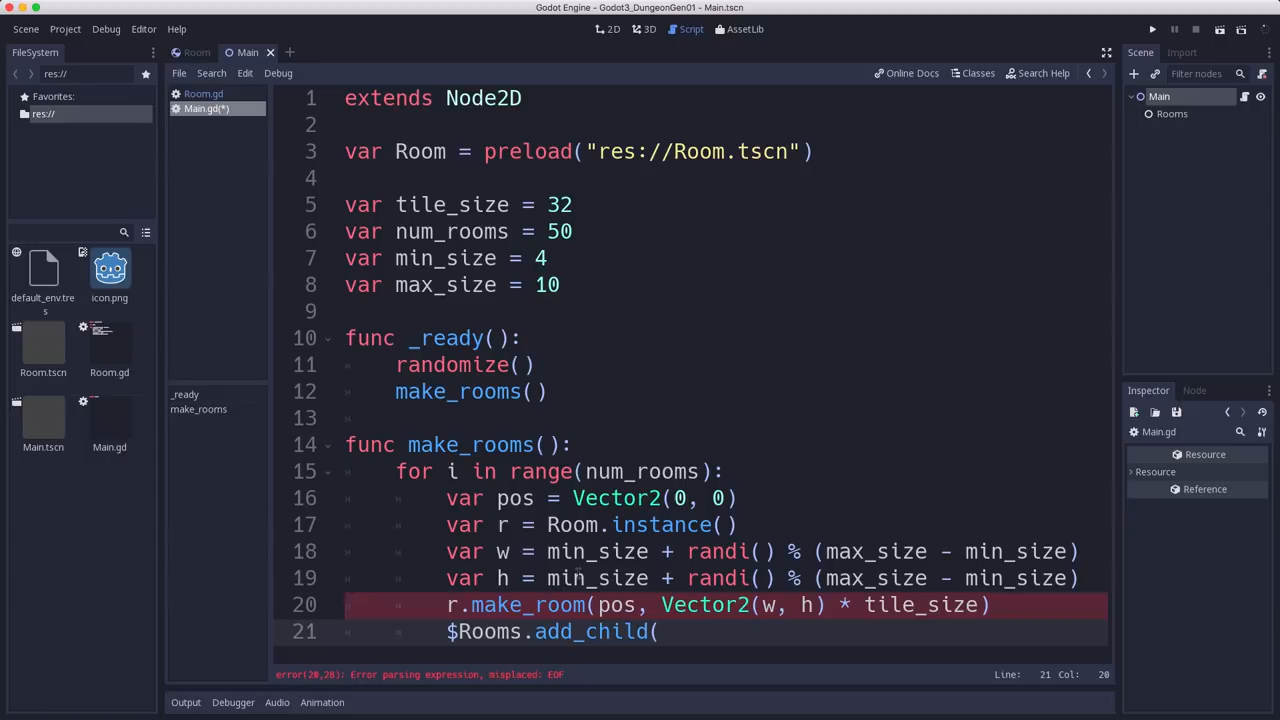 Godot Engine - Godot3_DungeonGen01 - Main.tscn
Scene Project Debug Editor Help
2D 3D Script AssetLib
FileSystem
res://
Favorites:
res://
default_env.tres
icon.png
Room.tscn
Room.gd
Main.tscn
Main.gd
Room Main
File Search Edit Debug
Online Docs Classes Search Help
Room.gd
Main.gd(*)
_ready
make_rooms
1 extends Node2D
2
3 var Room = preload("res://Room.tscn")
4
5 var tile_size = 32
6 var num_rooms = 50
7 var min_size = 4
8 var max_size = 10
9
10 func _ready():
11 randomize()
12 make_rooms()
13
14 func make_rooms():
15 for i in range(num_rooms):
16 var pos = Vector2(0, 0)
17 var r = Room.instance()
18 var w = min_size + randi() % (max_size - min_size)
19 var h = min_size + randi() % (max_size - min_size)
20 r.make_room(pos, Vector2(w, h) * tile_size)
21 $Rooms.add_child(
error(20,28): Error parsing expression, misplaced: EOF
Line: 21 Col: 20
Output Debugger Audio Animation
Scene Import
Filter nodes
Main
Rooms
Inspector Node
Main.gd
Resource
Resource
Reference